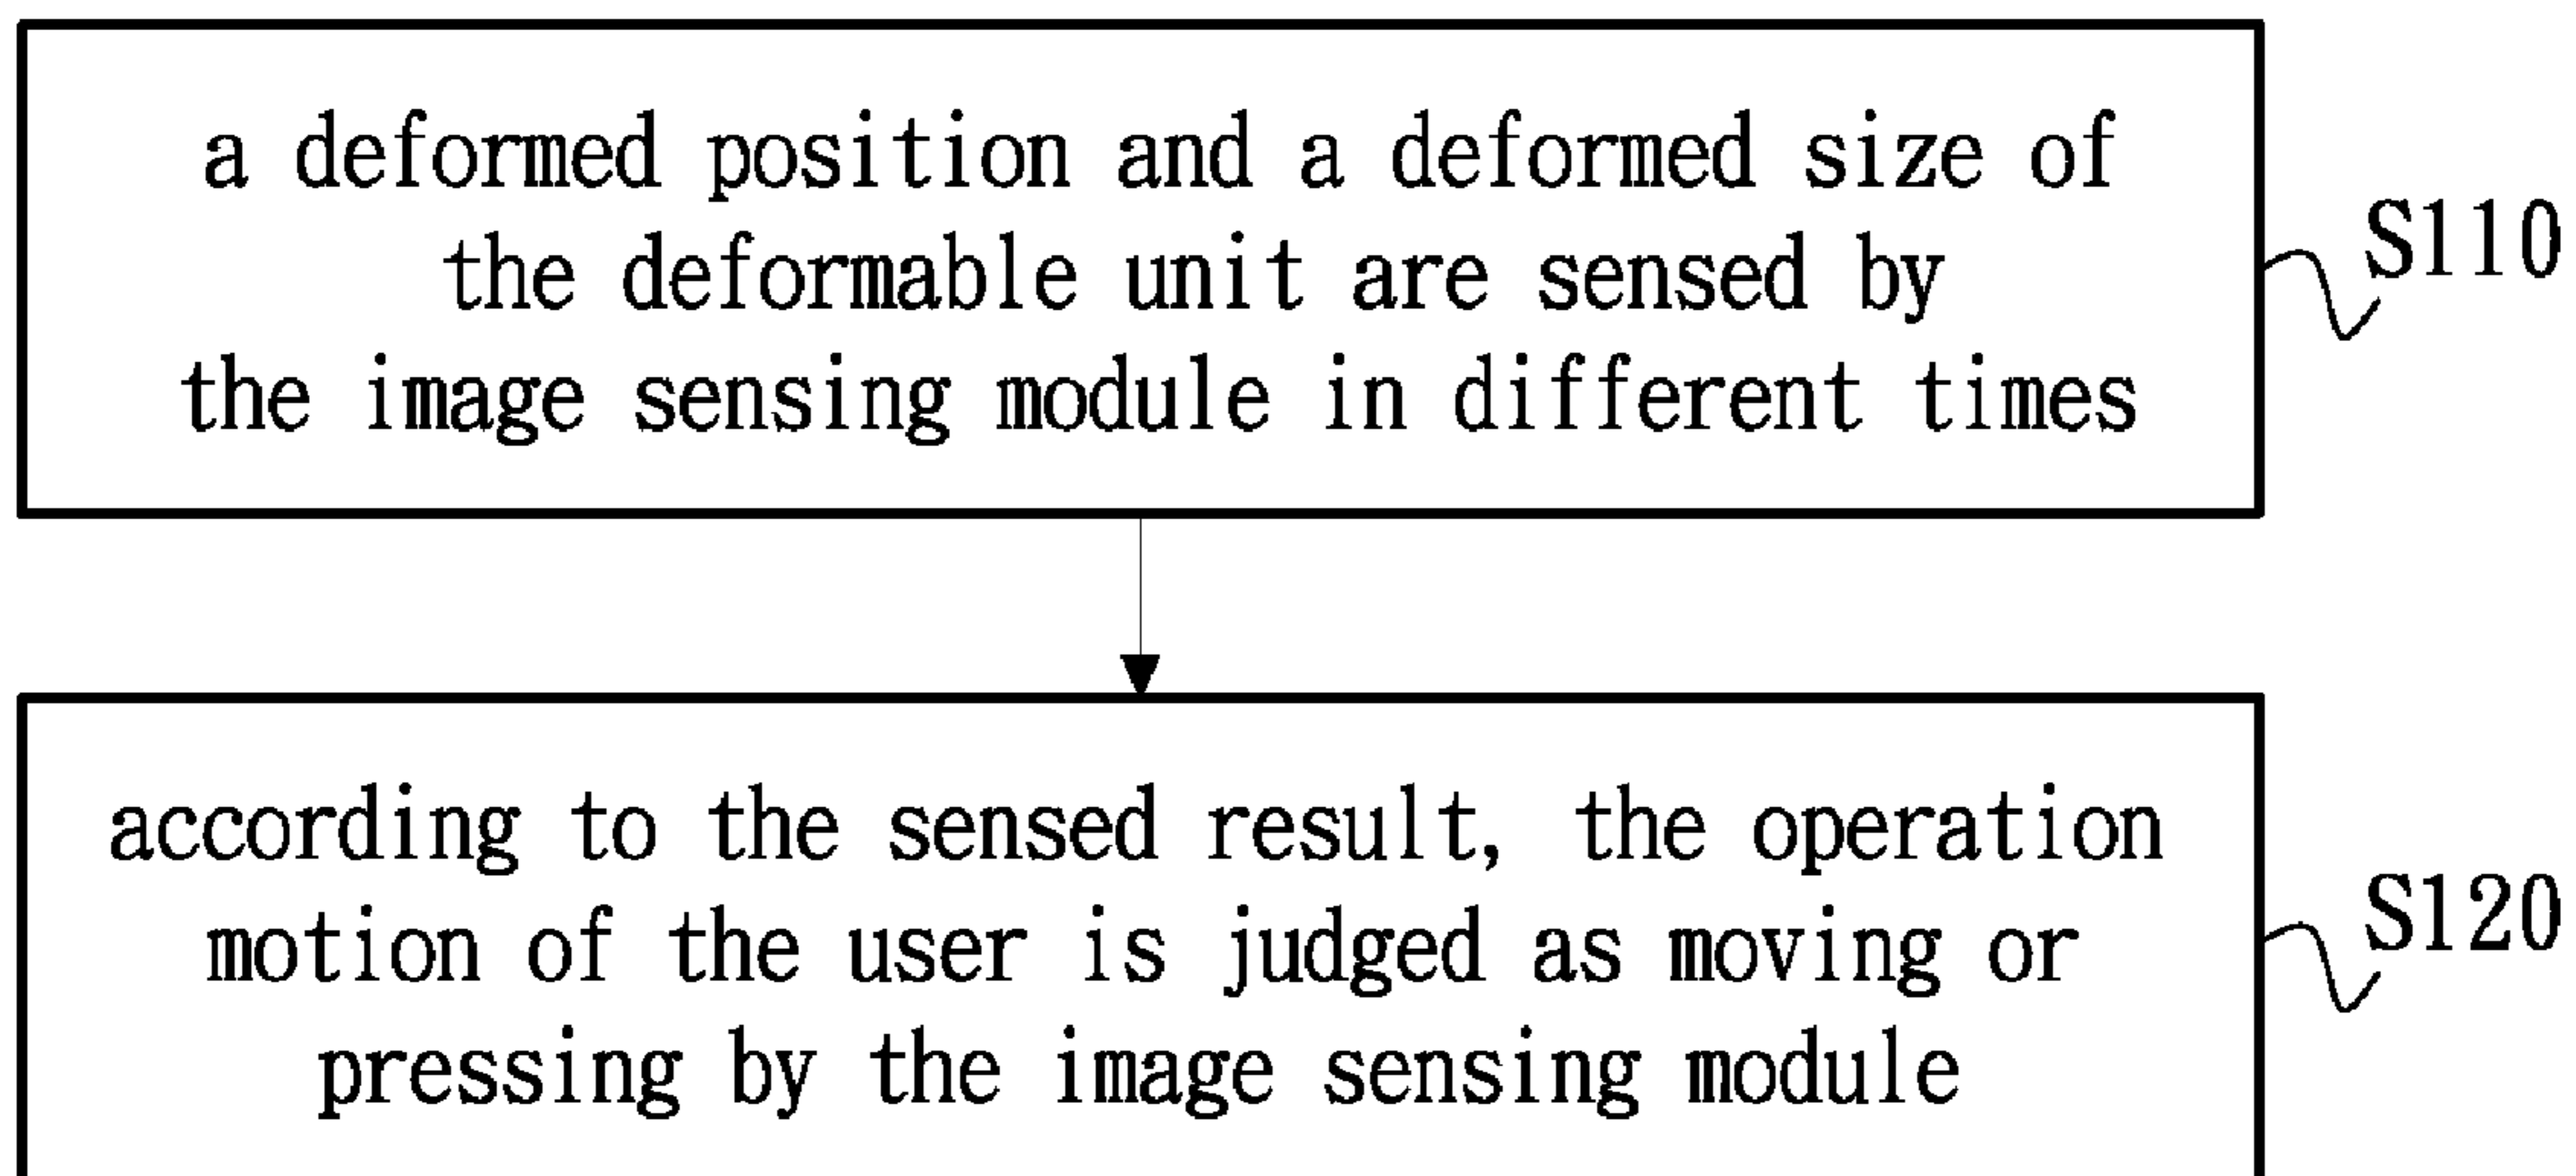 a deformed position and a deformed size of
the deformable unit are sensed by
the image sensing module in different times
S110
according to the sensed result, the operation
motion of the user is judged as moving or
pressing by the image sensing module
S120